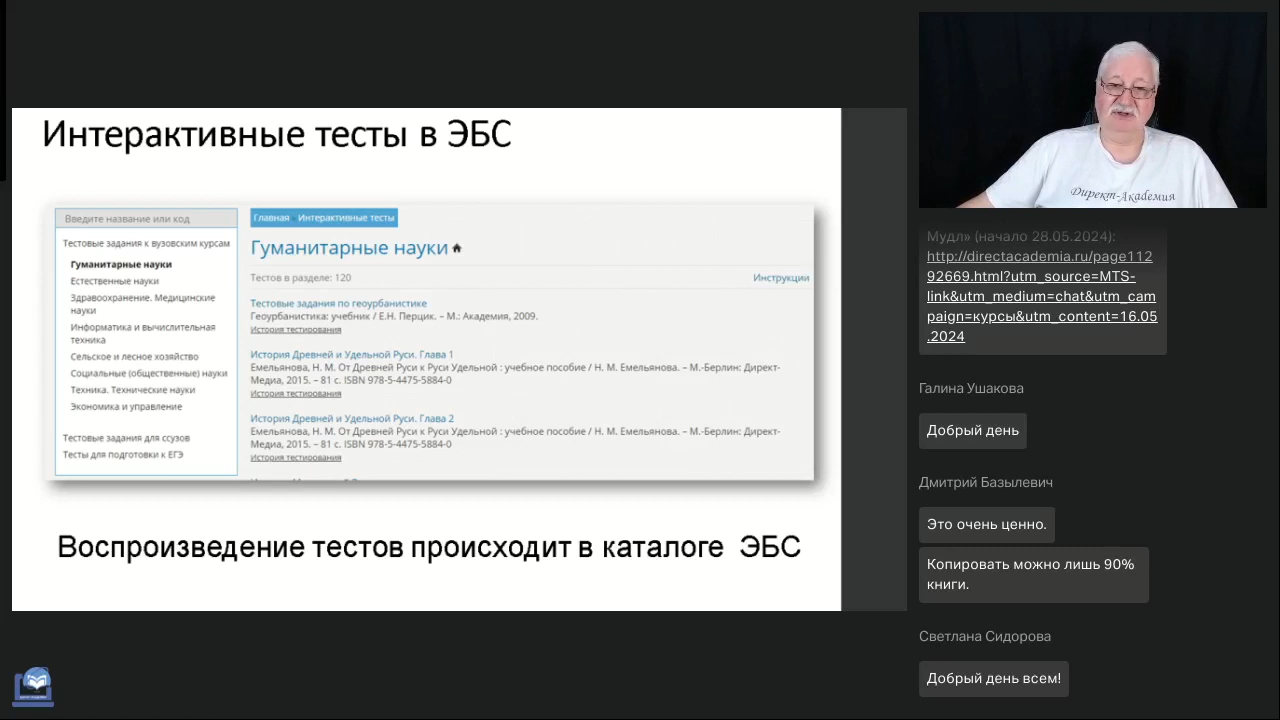 Интерактивные тесты в ЭБС
Введите название или код
Тестовые задания к вузовским курсам
Гуманитарные науки
Естественные науки
Здравоохранение. Медицинские
науки
Информатика и вычислительная
техника
Сельское и лесное хозяйство
Социальные (общественные) науки
Техника. Технические науки
Экономика и управление
Тестовые задания для ссузов
Тесты для подготовки к ЕГЭ
Главная Интерактивные тесты
Гуманитарные науки
Тестов в разделе: 120
Инструкции
Тестовые задания по геоурбанистике
Геоурбанистика: учебник / Е.Н. Перцик. – М.: Академия, 2009.
История тестирования
История Древней и Удельной Руси. Глава 1
Емельянова, Н. М. От Древней Руси к Руси Удельной : учебное пособие / Н. М. Емельянова. – М.-Берлин: Директ-
Медиа, 2015. – 81 с. ISBN 978-5-4475-5884-0
История тестирования
История Древней и Удельной Руси. Глава 2
Емельянова, Н. М. От Древней Руси к Руси Удельной : учебное пособие / Н. М. Емельянова. – М.-Берлин: Директ-
Медиа, 2015. – 81 с. ISBN 978-5-4475-5884-0
История тестирования
Воспроизведение тестов происходит в каталоге ЭБС
Директ-Академия
Мудл» (начало 28.05.2024):
http://directacademia.ru/page112
92669.html?utm_source=MTS-
link&utm_medium=chat&utm_cam
paign=курсы&utm_content=16.05
.2024
Галина Ушакова
Добрый день
Дмитрий Базылевич
Это очень ценно.
Копировать можно лишь 90%
книги.
Светлана Сидорова
Добрый день всем!